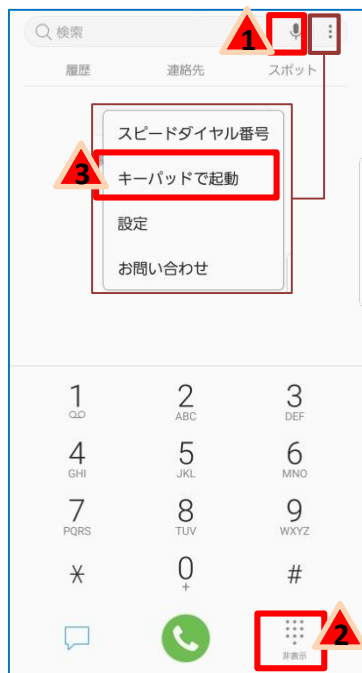 検索
1
履歴 連絡先 スポット
スピードダイヤル番号
3 キーパッドで起動
設定
お問い合わせ
1 2 3
ABC DEF
4 5 6
GHI JKL MNO
7 8 9
PQRS TUV WXYZ
* 0 #
+
2
非表示